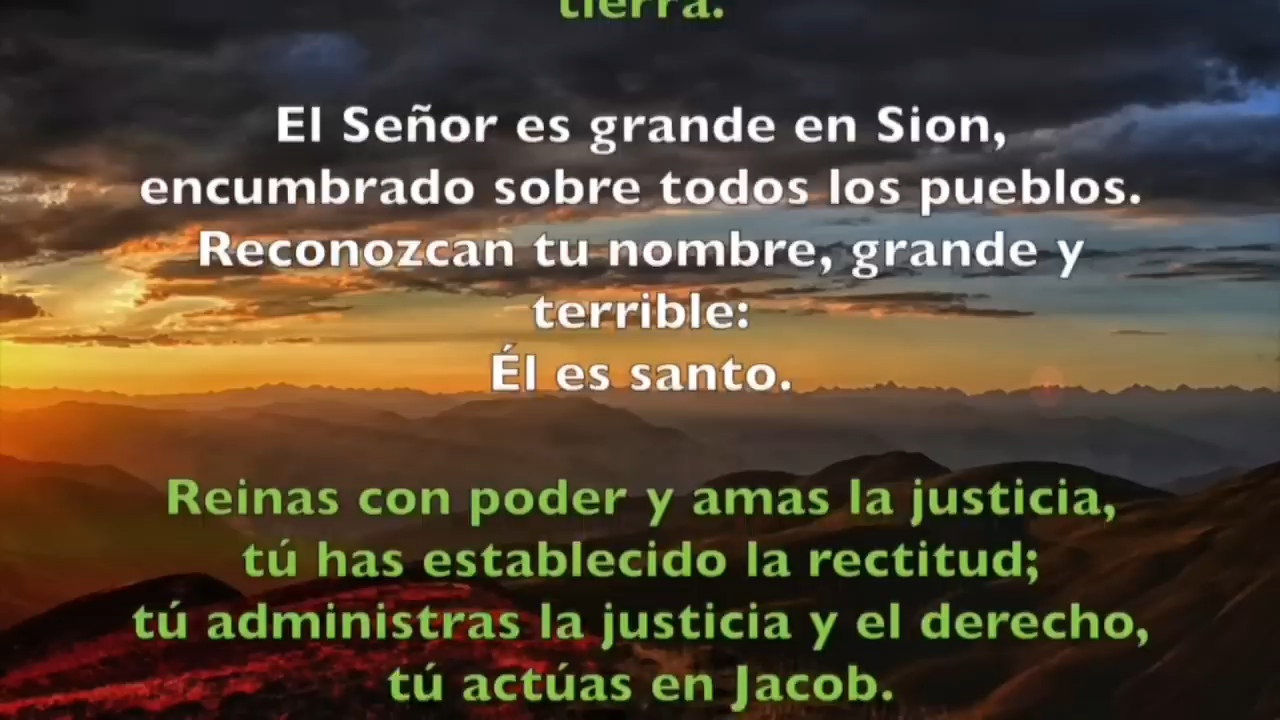 tierra.
El Señor es grande en Sion,
encumbrado sobre todos los pueblos.
Reconozcan tu nombre, grande y
terrible:
Él es santo.
Reinas con poder y amas la justicia,
tú has establecido la rectitud;
tú administras la justicia y el derecho,
tú actúas en Jacob.